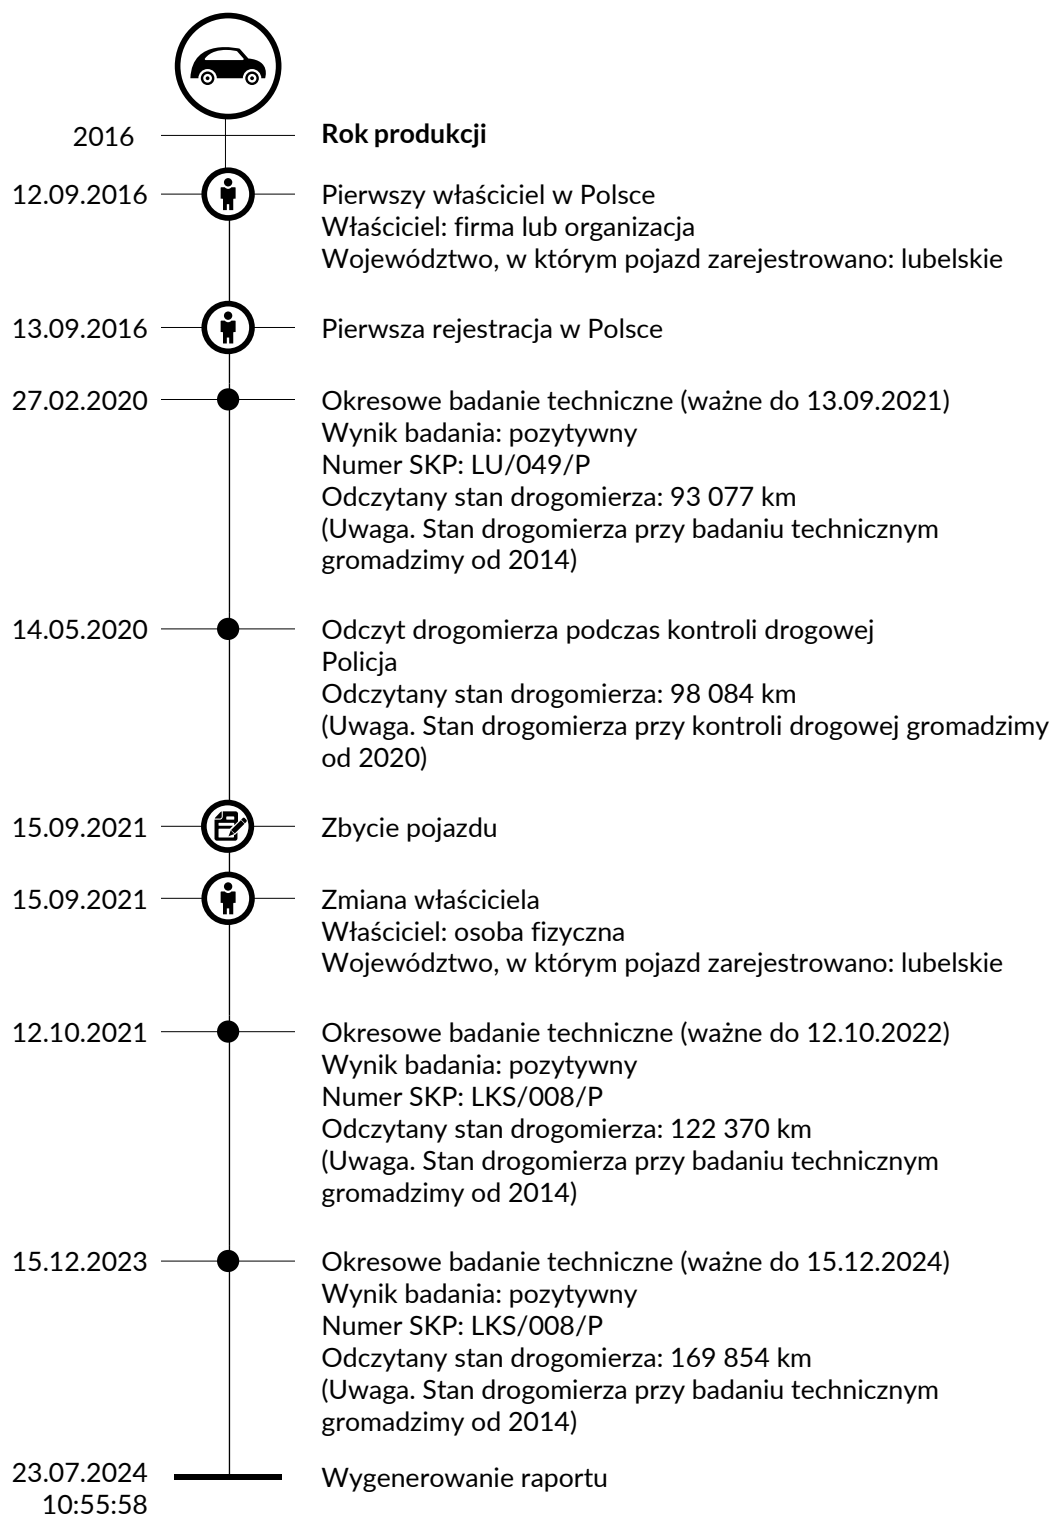 2016
Rok produkcji
12.09.2016
Pierwszy właściciel w Polsce
Właściciel: firma lub organizacja
Województwo, w którym pojazd zarejestrowano: lubelskie
13.09.2016
Pierwsza rejestracja w Polsce
27.02.2020
Okresowe badanie techniczne (ważne do 13.09.2021)
Wynik badania: pozytywny
Numer SKP: LU/049/P
Odczytany stan drogomierza: 93 077 km
(Uwaga. Stan drogomierza przy badaniu technicznym
gromadzimy od 2014)
14.05.2020
Odczyt drogomierza podczas kontroli drogowej
Policja
Odczytany stan drogomierza: 98 084 km
(Uwaga. Stan drogomierza przy kontroli drogowej gromadzimy
od 2020)
15.09.2021
Zbycie pojazdu
15.09.2021
Zmiana właściciela
Właściciel: osoba fizyczna
Województwo, w którym pojazd zarejestrowano: lubelskie
12.10.2021
Okresowe badanie techniczne (ważne do 12.10.2022)
Wynik badania: pozytywny
Numer SKP: LKS/008/P
Odczytany stan drogomierza: 122 370 km
(Uwaga. Stan drogomierza przy badaniu technicznym
gromadzimy od 2014)
15.12.2023
Okresowe badanie techniczne (ważne do 15.12.2024)
Wynik badania: pozytywny
Numer SKP: LKS/008/P
Odczytany stan drogomierza: 169 854 km
(Uwaga. Stan drogomierza przy badaniu technicznym
gromadzimy od 2014)
23.07.2024
10:55:58
Wygenerowanie raportu